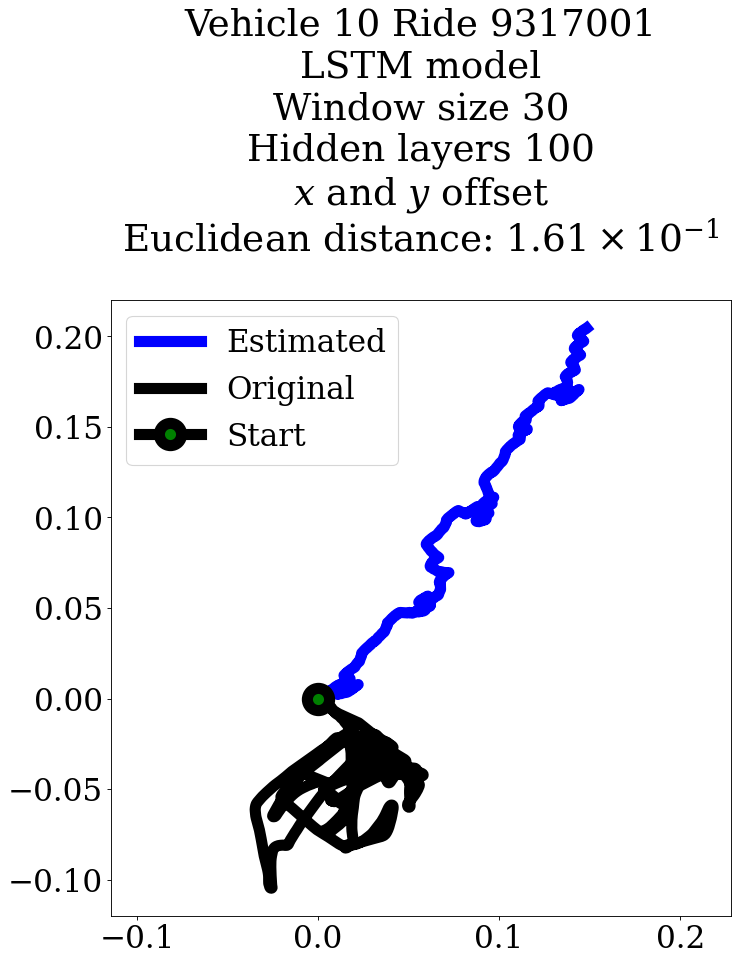 Vehicle 10 Ride 9317001
LSTM model
Window size 30
Hidden layers 100
x and y offset
Euclidean distance: 1.61 × 10⁻¹
Estimated
Original
Start
0.20
0.15
0.10
0.05
0.00
−0.05
−0.10
−0.1 0.0 0.1 0.2